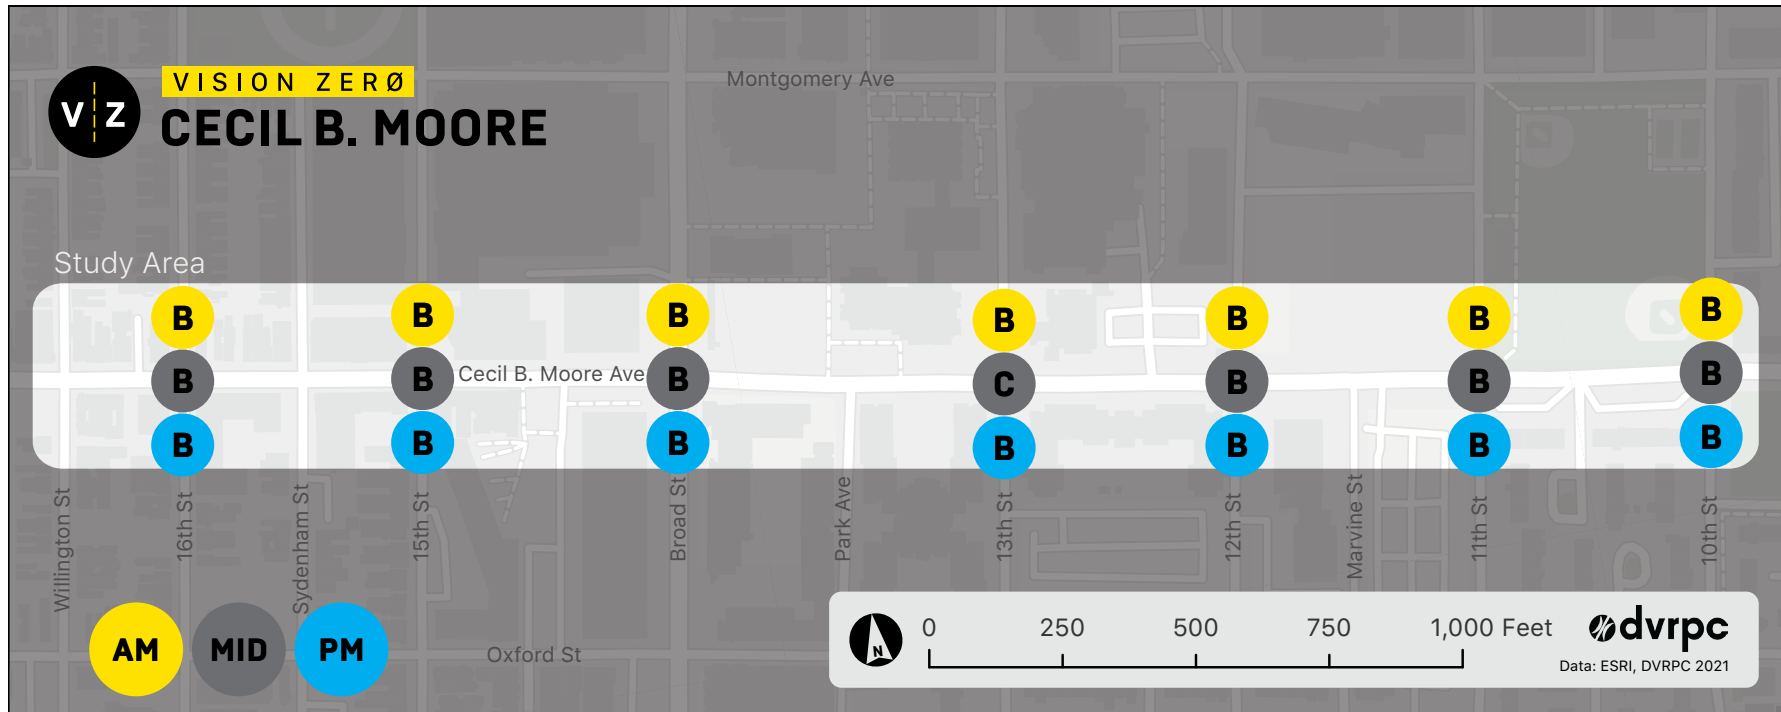 V Z
VISION ZERØ
CECIL B. MOORE
Montgomery Ave
Study Area
B B B B B B B
B B B C B B B
Cecil B. Moore Ave
B B B B B B B
Willington St
16th St
Sydenham St
15th St
Broad St
Park Ave
13th St
12th St
Marvine St
11th St
10th St
AM MID PM
Oxford St
N
0 250 500 750 1,000 Feet
dvrpc
Data: ESRI, DVRPC 2021